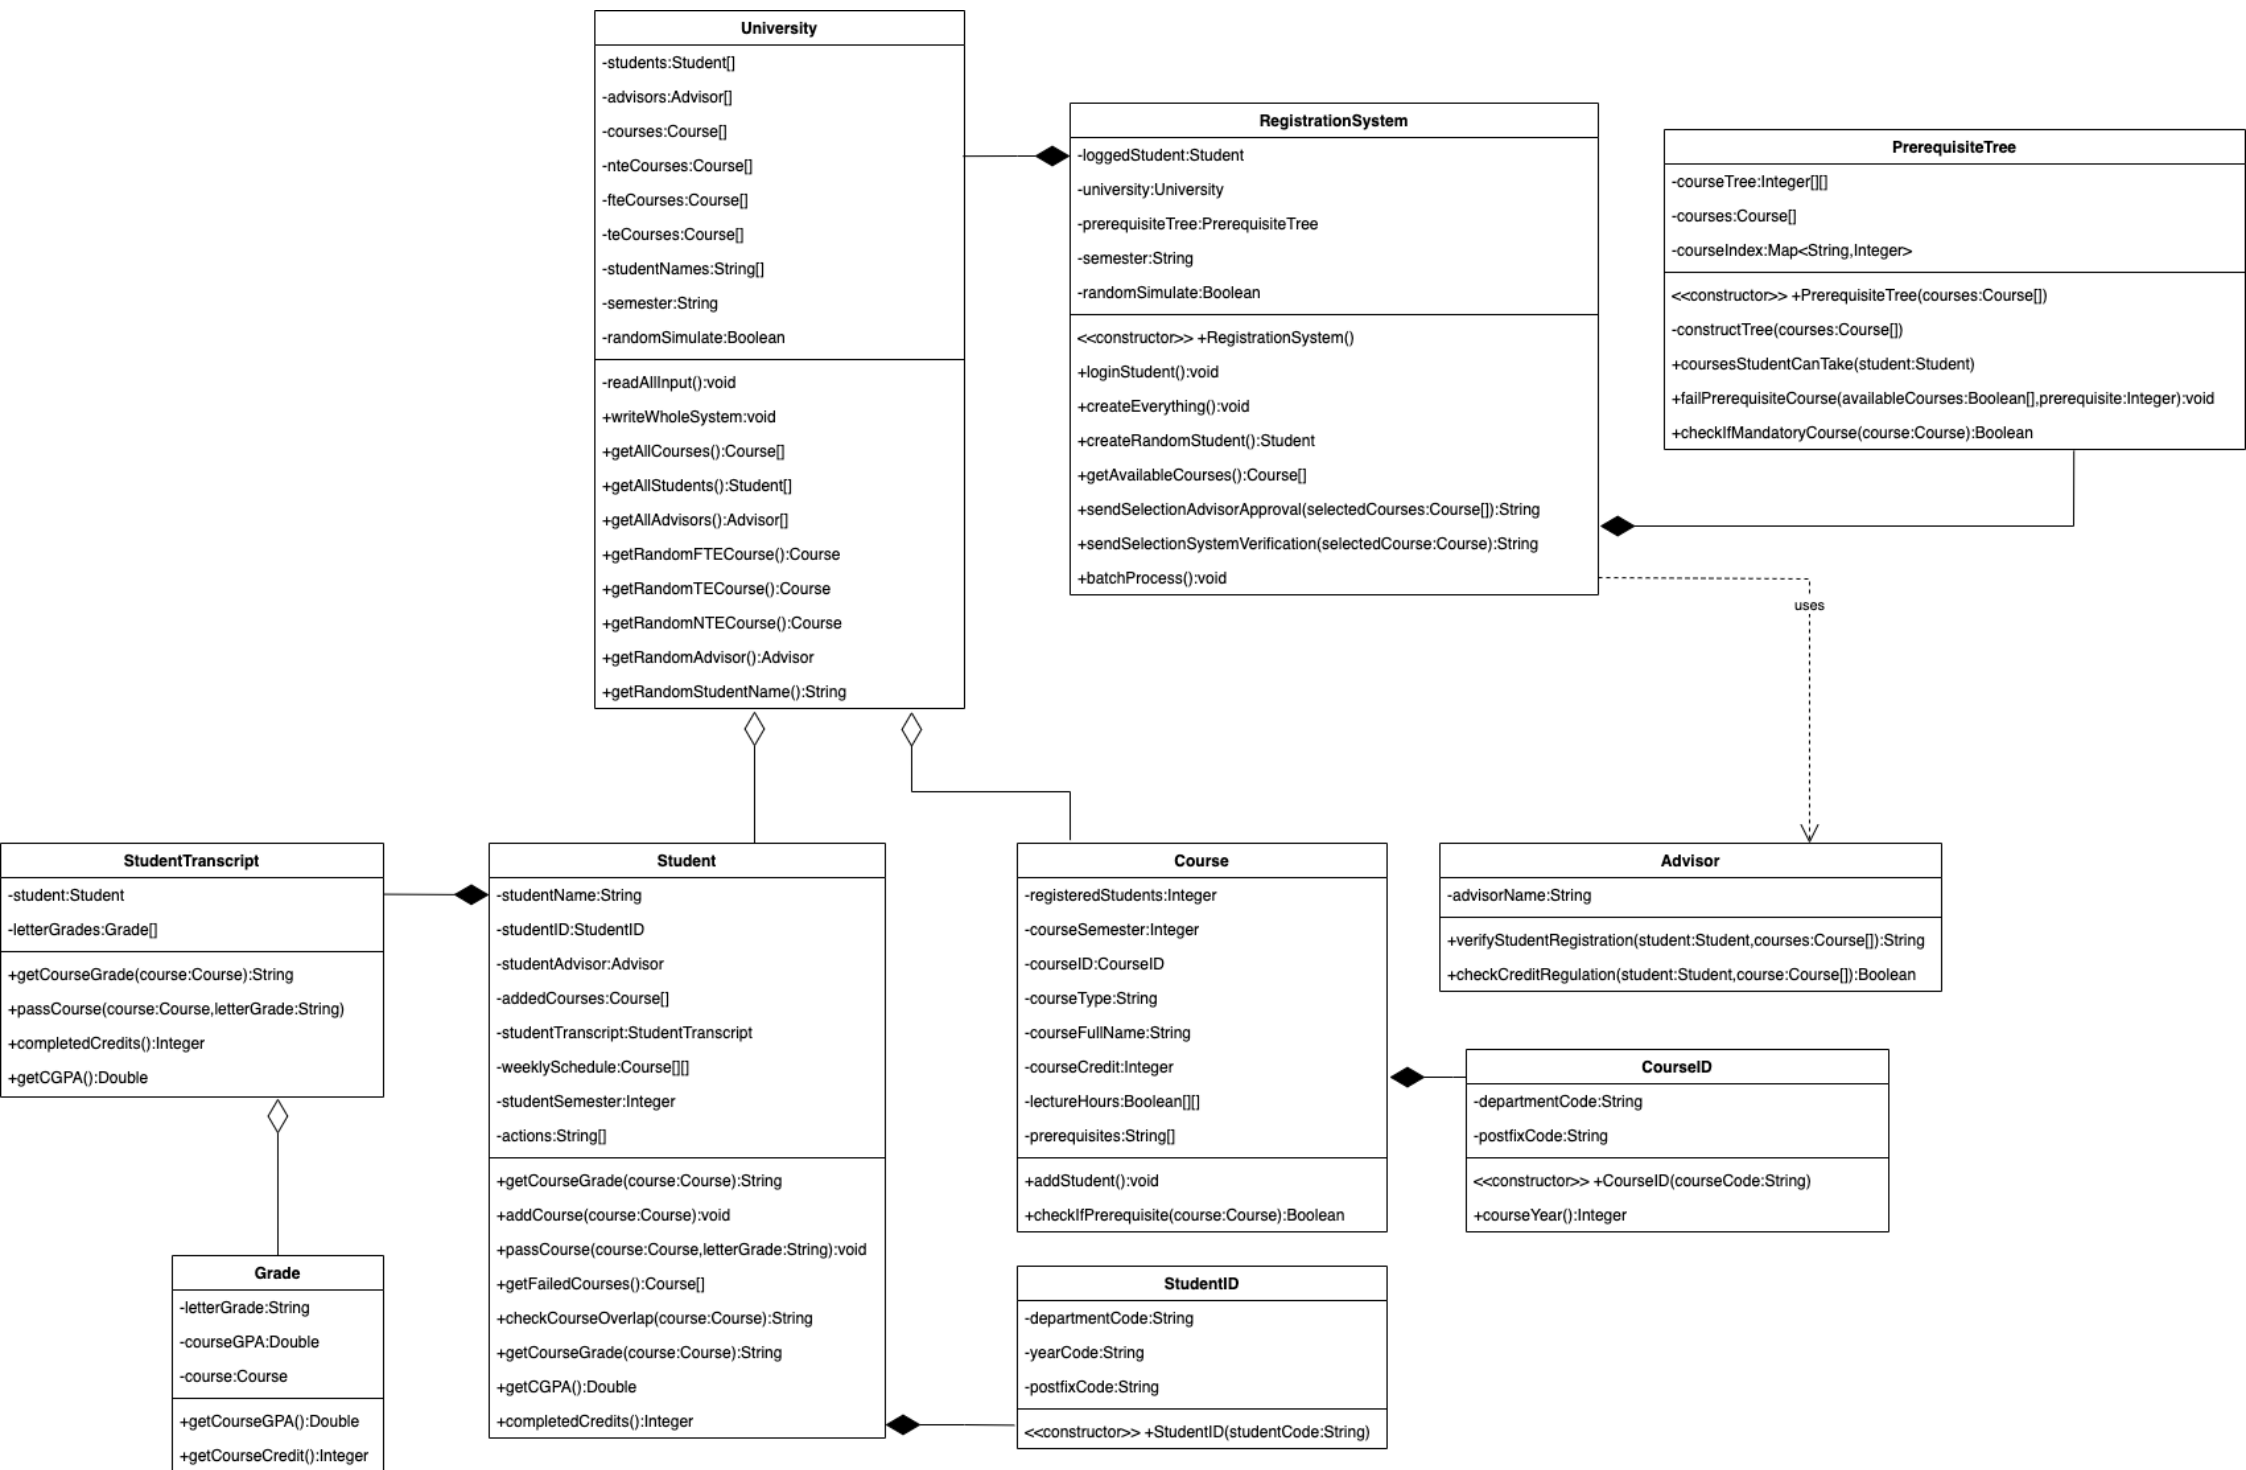 University
-students:Student[]
-advisors:Advisor[]
-courses:Course[]
-nteCourses:Course[]
-fteCourses:Course[]
-teCourses:Course[]
-studentNames:String[]
-semester:String
-randomSimulate:Boolean
-readAllInput():void
+writeWholeSystem:void
+getAllCourses():Course[]
+getAllStudents():Student[]
+getAllAdvisors():Advisor[]
+getRandomFTECourse():Course
+getRandomTECourse():Course
+getRandomNTECourse():Course
+getRandomAdvisor():Advisor
+getRandomStudentName():String
RegistrationSystem
-loggedStudent:Student
-university:University
-prerequisiteTree:PrerequisiteTree
-semester:String
-randomSimulate:Boolean
<<constructor>> +RegistrationSystem()
+loginStudent():void
+createEverything():void
+createRandomStudent():Student
+getAvailableCourses():Course[]
+sendSelectionAdvisorApproval(selectedCourses:Course[]):String
+sendSelectionSystemVerification(selectedCourse:Course):String
+batchProcess():void
PrerequisiteTree
-courseTree:Integer[][]
-courses:Course[]
-courseIndex:Map<String,Integer>
<<constructor>> +PrerequisiteTree(courses:Course[])
-constructTree(courses:Course[])
+coursesStudentCanTake(student:Student)
+failPrerequisiteCourse(availableCourses:Boolean[],prerequisite:Integer):void
+checkIfMandatoryCourse(course:Course):Boolean
uses
StudentTranscript
-student:Student
-letterGrades:Grade[]
+getCourseGrade(course:Course):String
+passCourse(course:Course,letterGrade:String)
+completedCredits():Integer
+getCGPA():Double
Student
-studentName:String
-studentID:StudentID
-studentAdvisor:Advisor
-addedCourses:Course[]
-studentTranscript:StudentTranscript
-weeklySchedule:Course[][]
-studentSemester:Integer
-actions:String[]
+getCourseGrade(course:Course):String
+addCourse(course:Course):void
+passCourse(course:Course,letterGrade:String):void
+getFailedCourses():Course[]
+checkCourseOverlap(course:Course):String
+getCourseGrade(course:Course):String
+getCGPA():Double
+completedCredits():Integer
Course
-registeredStudents:Integer
-courseSemester:Integer
-courseID:CourseID
-courseType:String
-courseFullName:String
-courseCredit:Integer
-lectureHours:Boolean[][]
-prerequisites:String[]
+addStudent():void
+checkIfPrerequisite(course:Course):Boolean
Advisor
-advisorName:String
+verifyStudentRegistration(student:Student,courses:Course[]):String
+checkCreditRegulation(student:Student,course:Course[]):Boolean
CourseID
-departmentCode:String
-postfixCode:String
<<constructor>> +CourseID(courseCode:String)
+courseYear():Integer
Grade
-letterGrade:String
-courseGPA:Double
-course:Course
+getCourseGPA():Double
+getCourseCredit():Integer
StudentID
-departmentCode:String
-yearCode:String
-postfixCode:String
<<constructor>> +StudentID(studentCode:String)